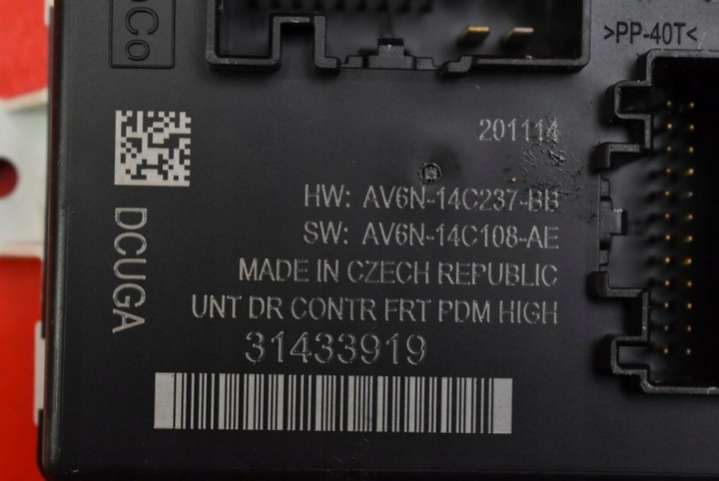 >PP-40T<
201114
HW: AV6N-14C237-BB
SW: AV6N-14C108-AE
MADE IN CZECH REPUBLIC
UNT DR CONTR FRT PDM HIGH
31433919
DCUGA